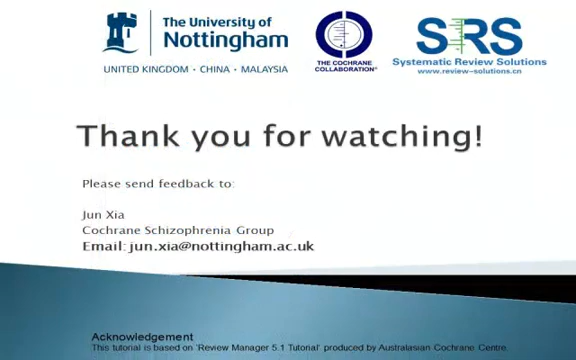 The University of
Nottingham
UNITED KINGDOM · CHINA · MALAYSIA
THE COCHRANE
COLLABORATION®
SRS
Systematic Review Solutions
www.review-solutions.cn
Thank you for watching!
Please send feedback to:
Jun Xia
Cochrane Schizophrenia Group
Email: jun.xia@nottingham.ac.uk
Acknowledgement
This tutorial is based on 'Review Manager 5.1 Tutorial' produced by Australasian Cochrane Centre.